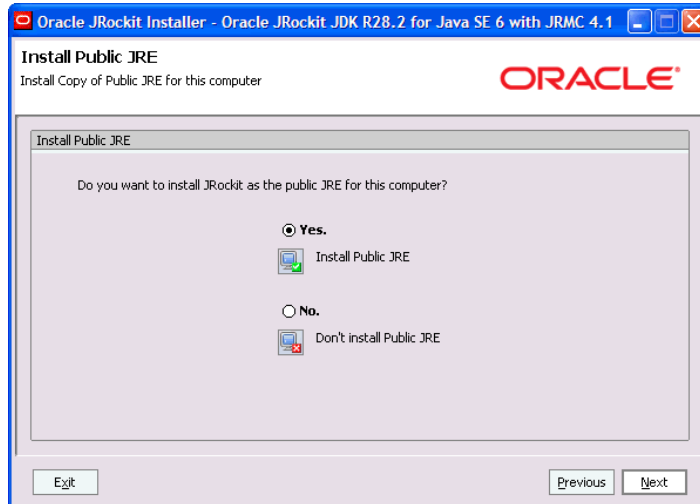 Oracle JRockit Installer - Oracle JRockit JDK R28.2 for Java SE 6 with JRMC 4.1
Install Public JRE
Install Copy of Public JRE for this computer
ORACLE
Install Public JRE
Do you want to install JRockit as the public JRE for this computer?
Yes.
Install Public JRE
No.
Don't install Public JRE
Exit
Previous
Next